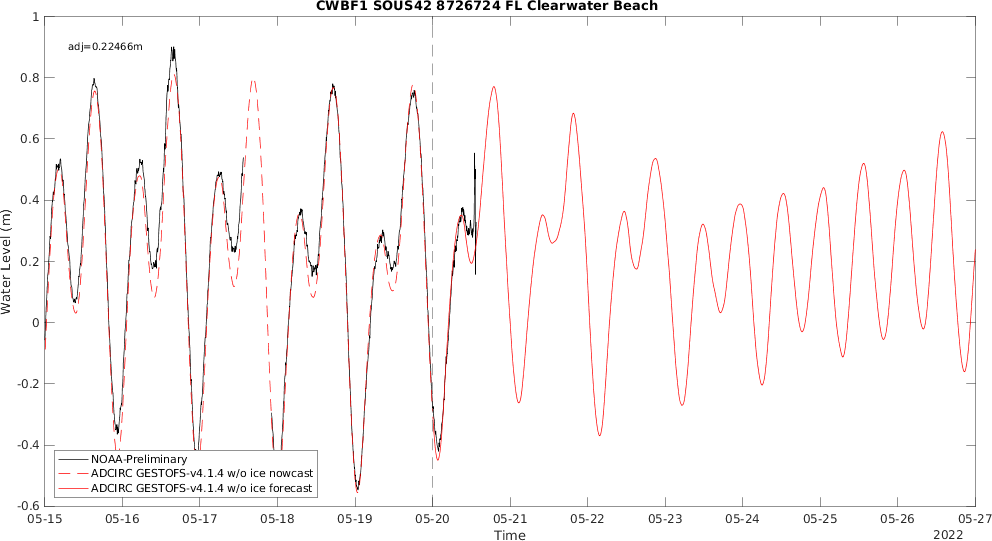 CWBF1 SOUS42 8726724 FL Clearwater Beach
adj=0.22466m
1
0.8
0.6
0.4
0.2
0
-0.2
-0.4
-0.6
Water Level (m)
NOAA-Preliminary
ADCIRC GESTOFS-v4.1.4 w/o ice nowcast
ADCIRC GESTOFS-v4.1.4 w/o ice forecast
05-15 05-16 05-17 05-18 05-19 05-20 05-21 05-22 05-23 05-24 05-25 05-26 05-27
Time
2022